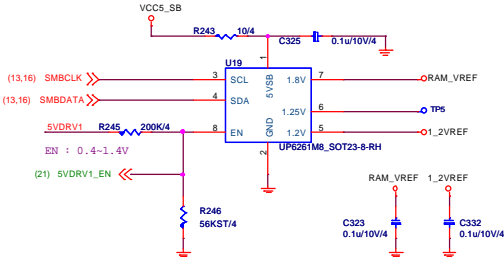 VCC5_SB
R243
10/4
C325
0.1u/10V/4
U19
1
5VSB
(13,16)
SMBCLK
3
SCL
1.8V
7
RAM_VREF
(13,16)
SMBDATA
4
SDA
1.25V
6
TP5
5VDRV1
R245
200K/4
8
EN
GND
1.2V
5
1_2VREF
2
UP6261M8_SOT23-8-RH
EN : 0.4~1.4V
(21)
5VDRV1_EN
R246
56KST/4
RAM_VREF
1_2VREF
C323
0.1u/10V/4
C332
0.1u/10V/4